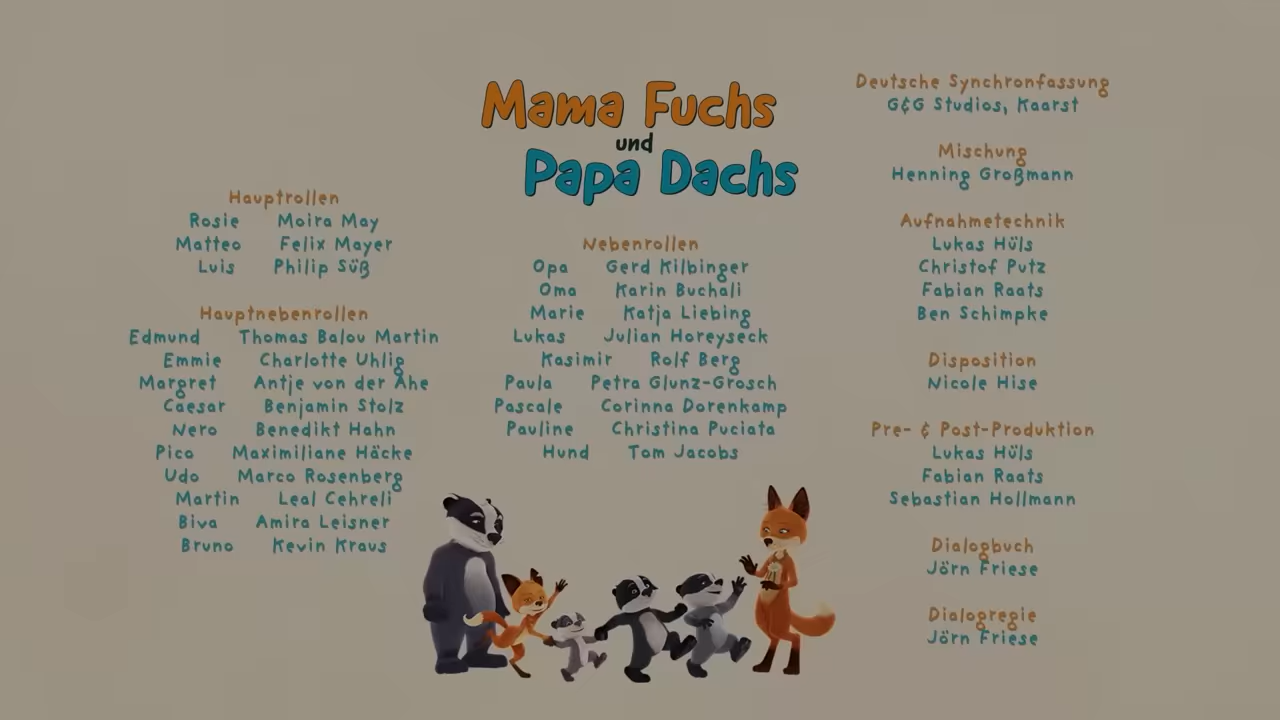 Mama Fuchs
und
Papa Dachs
Hauptrollen
Rosie Moira May
Matteo Felix Mayer
Luis Philip Süß
Hauptnebenrollen
Edmund Thomas Balou Martin
Emmie Charlotte Uhlig
Margret Antje von der Ahe
Caesar Benjamin Stolz
Nero Benedikt Hahn
Pico Maximiliane Häcke
Udo Marco Rosenberg
Martin Leal Cehreli
Biva Amira Leisner
Bruno Kevin Kraus
Nebenrollen
Opa Gerd Kilbinger
Oma Karin Buchali
Marie Katja Liebing
Lukas Julian Horeyseck
Kasimir Rolf Berg
Paula Petra Glunz-Grosch
Pascale Corinna Dorenkamp
Pauline Christina Puciata
Hund Tom Jacobs
Deutsche Synchronfassung
G&G Studios, Kaarst
Mischung
Henning Großmann
Aufnahmetechnik
Lukas Hüls
Christof Putz
Fabian Raats
Ben Schimpke
Disposition
Nicole Hise
Pre- & Post-Produktion
Lukas Hüls
Fabian Raats
Sebastian Hollmann
Dialogbuch
Jörn Friese
Dialogregie
Jörn Friese